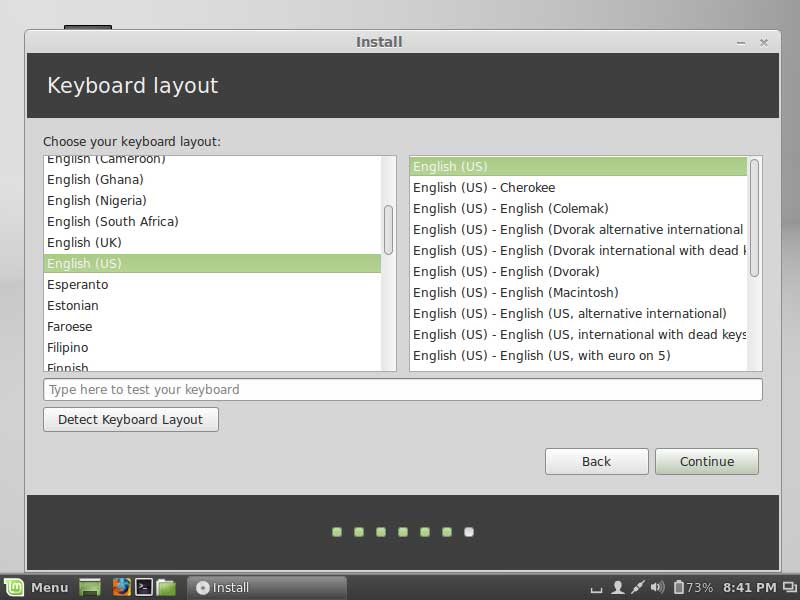 Install
Keyboard layout
Choose your keyboard layout:
English (Cameroon)
English (Ghana)
English (Nigeria)
English (South Africa)
English (UK)
English (US)
Esperanto
Estonian
Faroese
Filipino
Finnish
English (US)
English (US) - Cherokee
English (US) - English (Colemak)
English (US) - English (Dvorak alternative international
English (US) - English (Dvorak international with dead k
English (US) - English (Dvorak)
English (US) - English (Macintosh)
English (US) - English (US, alternative international)
English (US) - English (US, international with dead keys
English (US) - English (US, with euro on 5)
Type here to test your keyboard
Detect Keyboard Layout
Back Continue
Menu Install 73% 8:41 PM